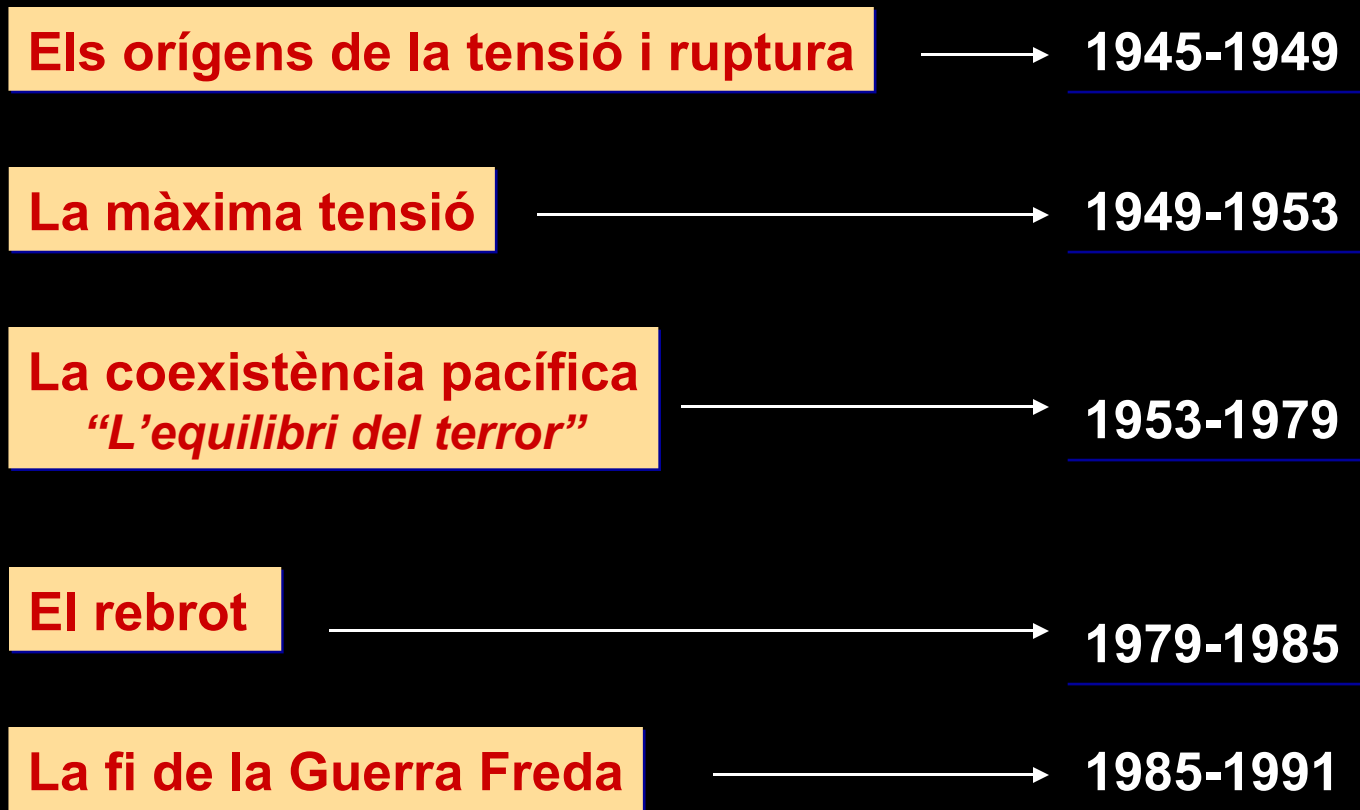 Els orígens de la tensió i ruptura 1945-1949
La màxima tensió 1949-1953
La coexistència pacífica
“L’equilibri del terror” 1953-1979
El rebrot 1979-1985
La fi de la Guerra Freda 1985-1991